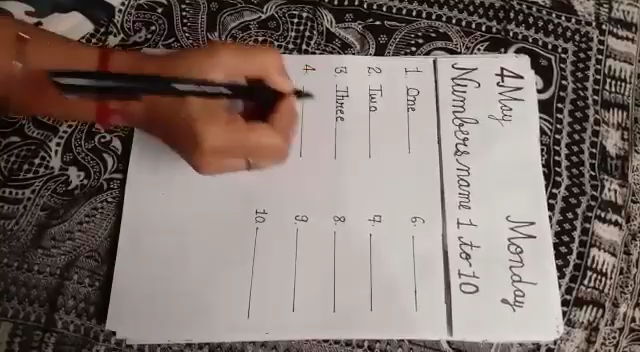 4 May Monday
Numbers name 1 to 10
1. One 6.
2. Two 7.
3. Three 8.
4. 9.
10.